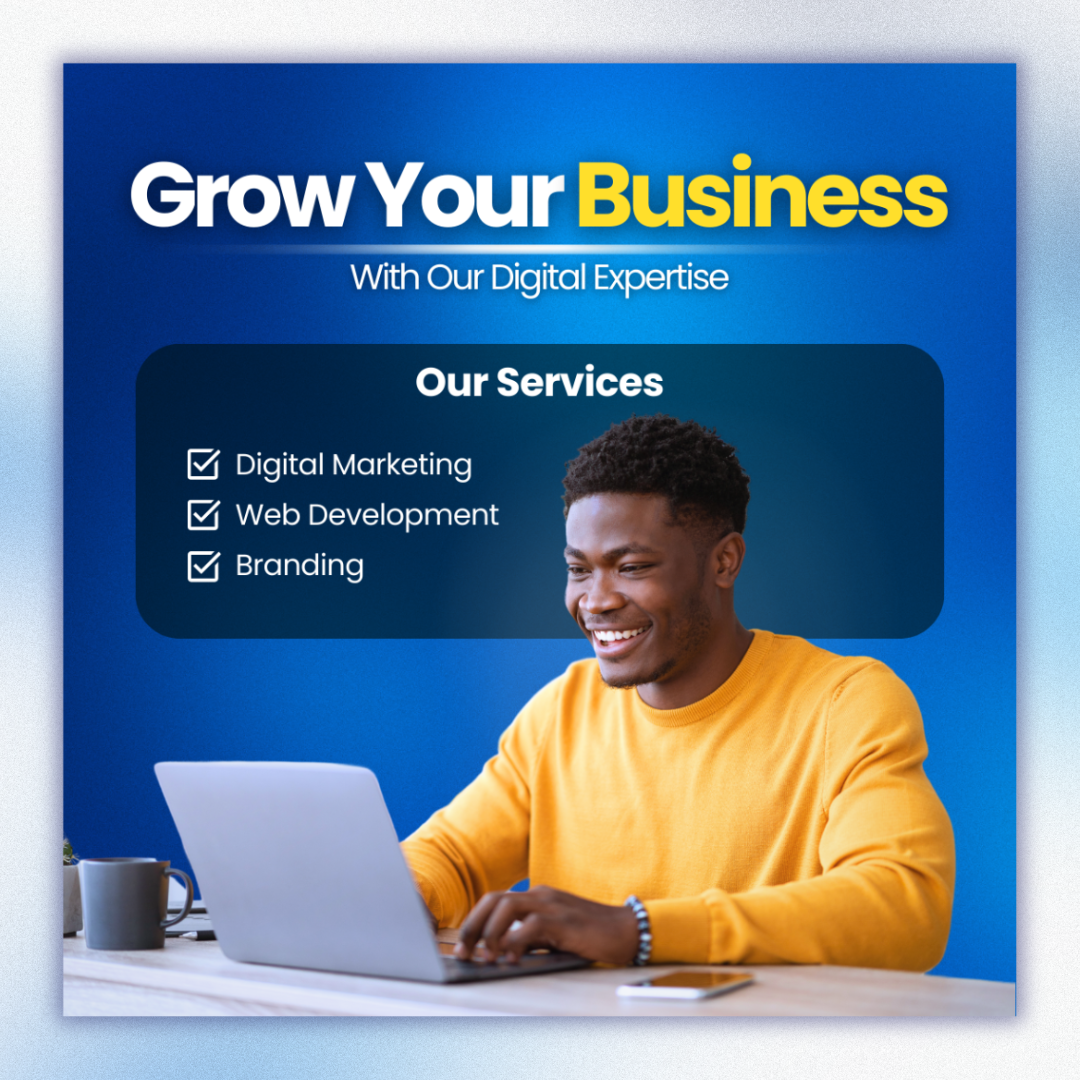 Grow Your Business
With Our Digital Expertise
Our Services
Digital Marketing
Web Development
Branding